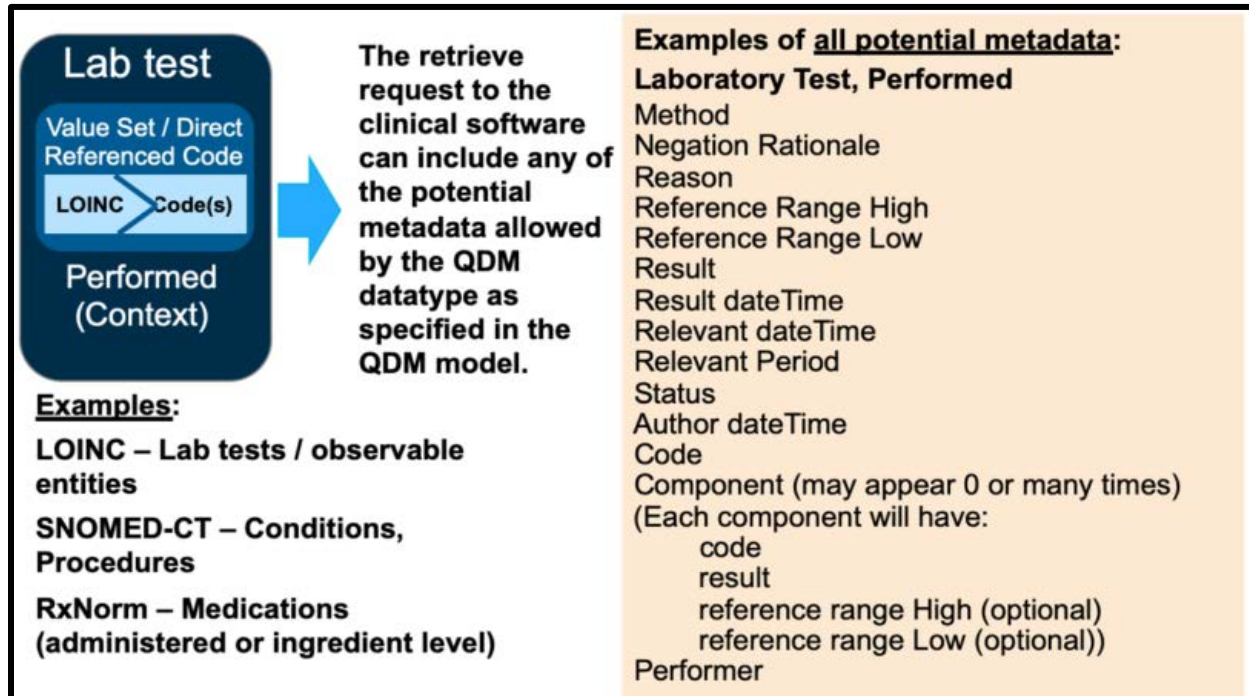 Lab test
Value Set / Direct
Referenced Code
LOINC
Code(s)
Performed
(Context)
The retrieve
request to the
clinical software
can include any of
the potential
metadata allowed
by the QDM
datatype as
specified in the
QDM model.
Examples:
LOINC – Lab tests / observable
entities
SNOMED-CT – Conditions,
Procedures
RxNorm – Medications
(administered or ingredient level)
Examples of all potential metadata:
Laboratory Test, Performed
Method
Negation Rationale
Reason
Reference Range High
Reference Range Low
Result
Result dateTime
Relevant dateTime
Relevant Period
Status
Author dateTime
Code
Component (may appear 0 or many times)
(Each component will have:
code
result
reference range High (optional)
reference range Low (optional))
Performer